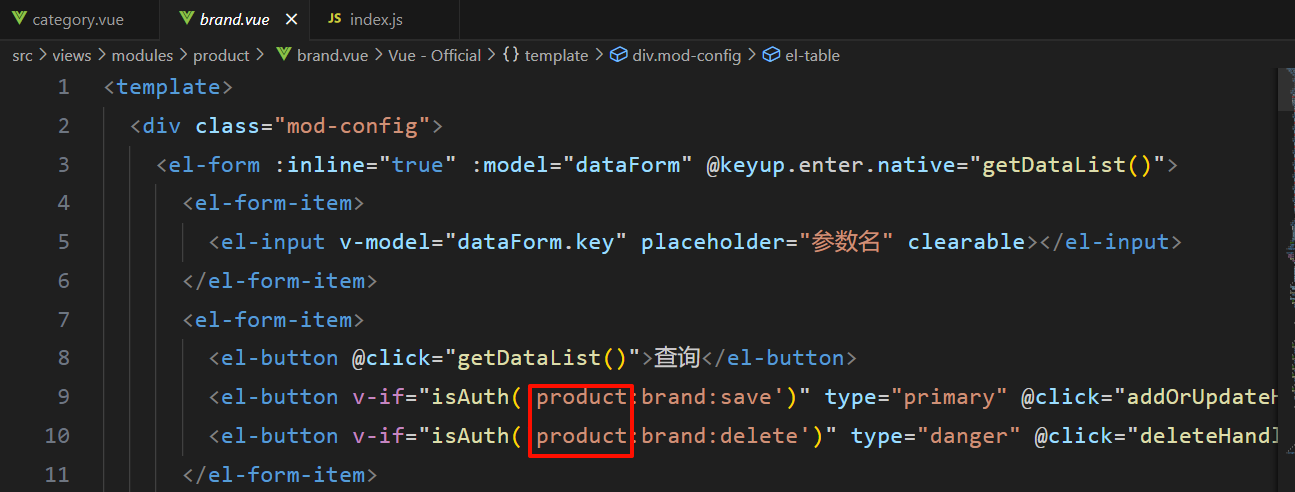 category.vue brand.vue × JS index.js
src > views > modules > product > brand.vue > Vue - Official > {} template > div.mod-config > el-table
1 <template>
2 <div class="mod-config">
3 <el-form :inline="true" :model="dataForm" @keyup.enter.native="getDataList()">
4 <el-form-item>
5 <el-input v-model="dataForm.key" placeholder="参数名" clearable></el-input>
6 </el-form-item>
7 <el-form-item>
8 <el-button @click="getDataList()">查询</el-button>
9 <el-button v-if="isAuth( product:brand:save')" type="primary" @click="addOrUpdateH
10 <el-button v-if="isAuth( product:brand:delete')" type="danger" @click="deleteHandl
11 </el-form-item>